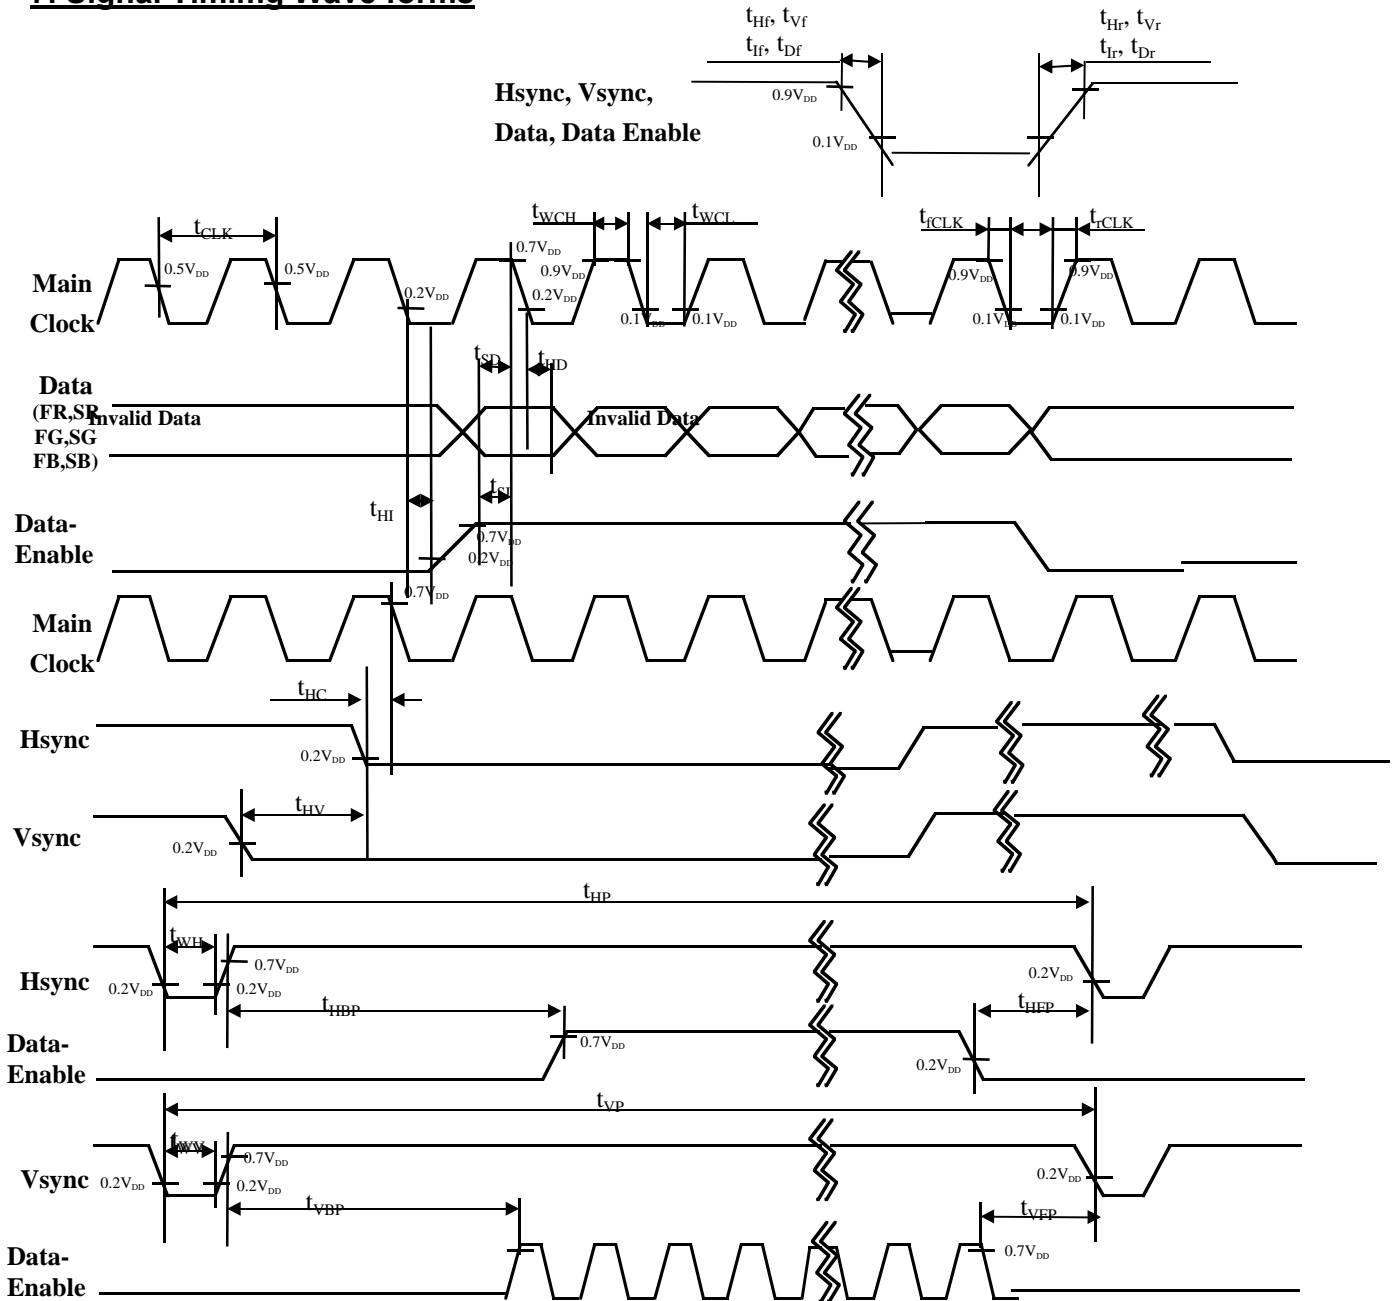 7. Signal Timimg Wave forms
tHf, tVf
tIf, tDf
tHr, tVr
tIr, tDr
Hsync, Vsync,
Data, Data Enable
0.9VDD
0.1VDD
tCLK
tWCH
tWCL
tfCLK
trCLK
Main
Clock
0.5VDD
0.5VDD
0.2VDD
0.7VDD
0.9VDD
0.2VDD
0.1VDD
0.1VDD
0.9VDD
0.9VDD
0.1VDD
0.1VDD
tSD
tHD
Data
(FR,SR
FG,SG
FB,SB)
Invalid Data
Invalid Data
tHI
tSI
Data-
Enable
0.7VDD
0.2VDD
0.7VDD
Main
Clock
tHC
Hsync
0.2VDD
tHV
Vsync
0.2VDD
tHP
tWH
Hsync
0.2VDD
0.7VDD
0.2VDD
0.2VDD
tHBP
tHFP
Data-
Enable
0.7VDD
0.2VDD
tVP
tWV
Vsync
0.2VDD
0.7VDD
0.2VDD
0.2VDD
tVBP
tVFP
Data-
Enable
0.7VDD